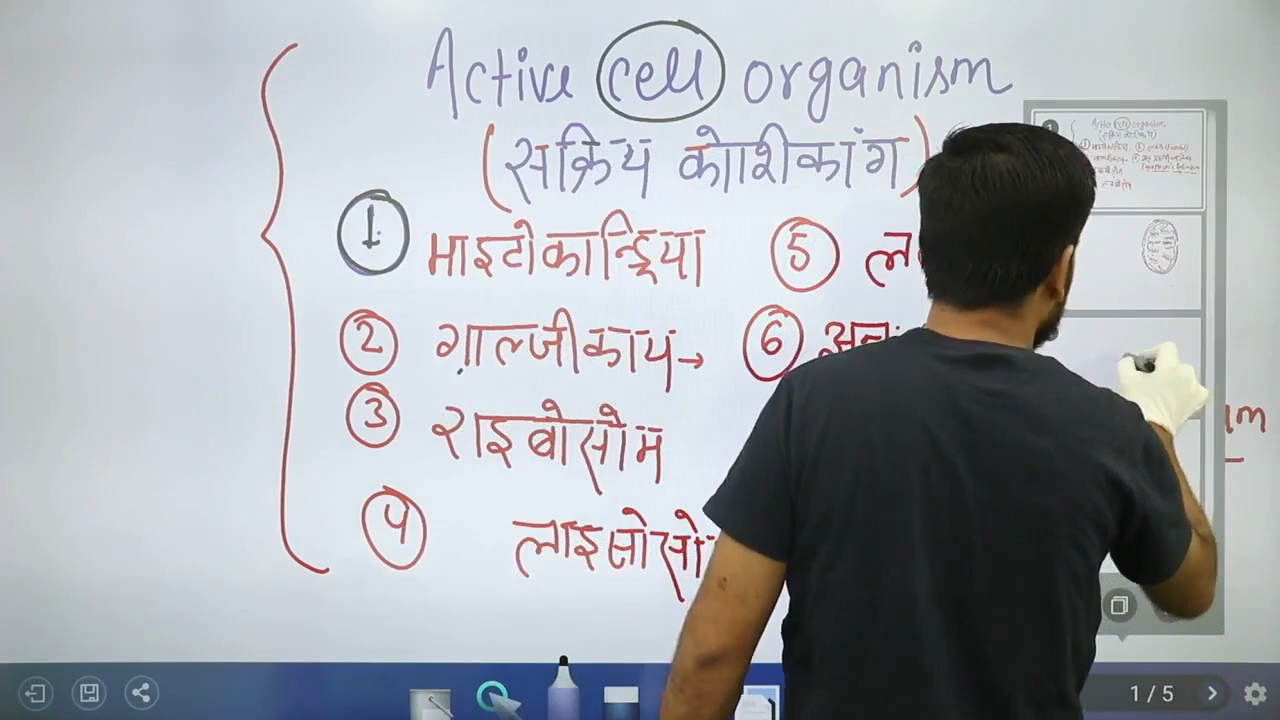 Active cell organism
(सक्रिय कोशिकांग)
1. माइटोकान्ड्रिया
5
2 ग़ाल्जीकाय→
6
3 राइबोसोम
4 लाइसोसो
1 / 5